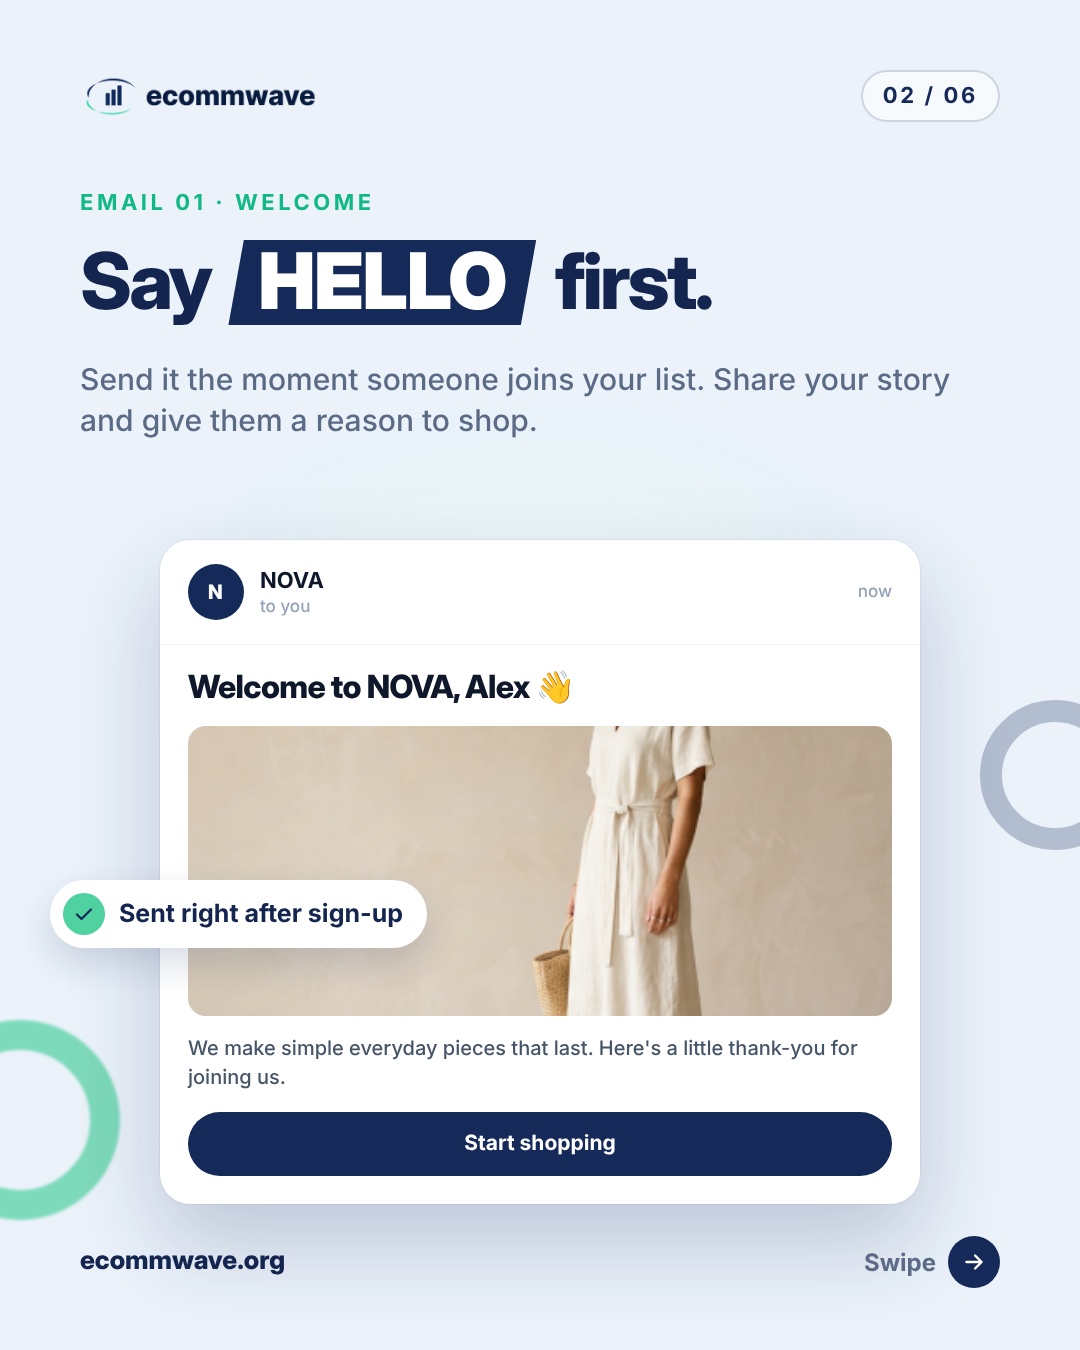 ecommwave
02 / 06
EMAIL 01 · WELCOME
Say HELLO first.
Send it the moment someone joins your list. Share your story
and give them a reason to shop.
N
NOVA
to you
now
Welcome to NOVA, Alex 👋
Sent right after sign-up
We make simple everyday pieces that last. Here's a little thank-you for
joining us.
Start shopping
ecommwave.org
Swipe →